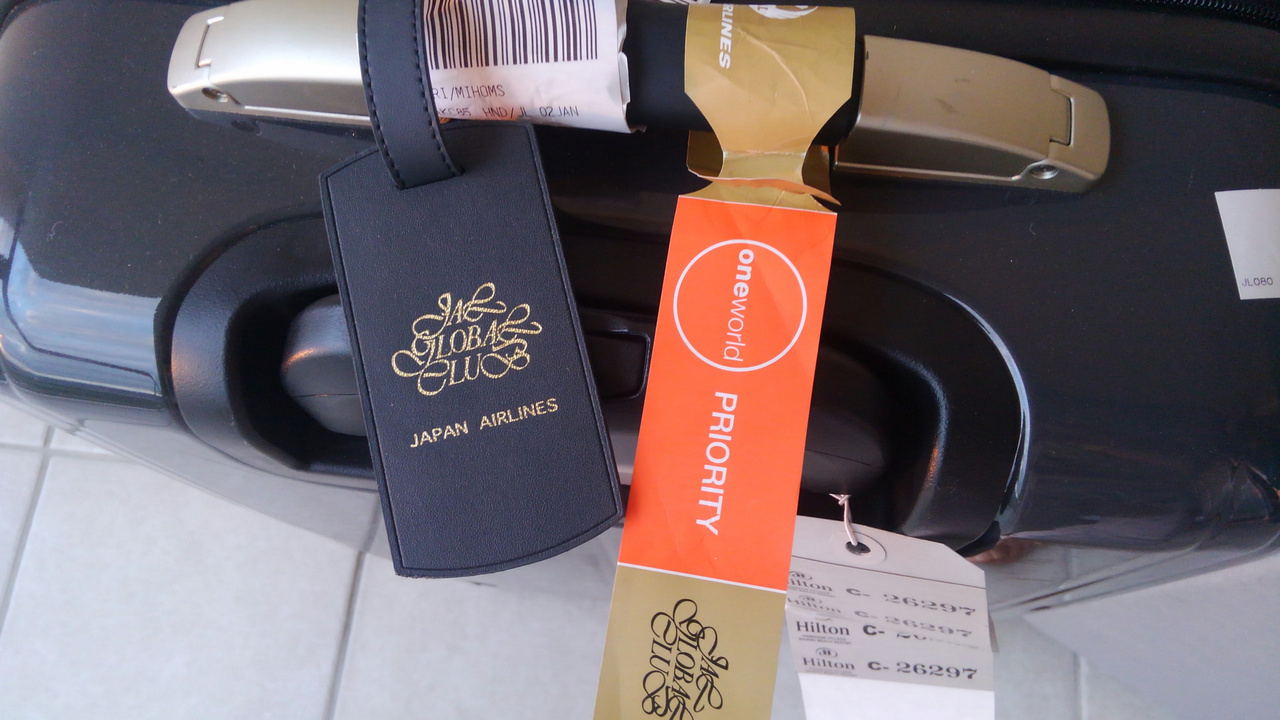 RI/MIHOMS
HND/JL 02JAN
JAL
GLOBAL
CLUB
JAPAN AIRLINES
RLINES
oneworld
PRIORITY
JAL
GLOBAL
CLUB
JL080
Hilton C- 26297
Hilton C- 26297
Hilton C-
Hilton C- 26297